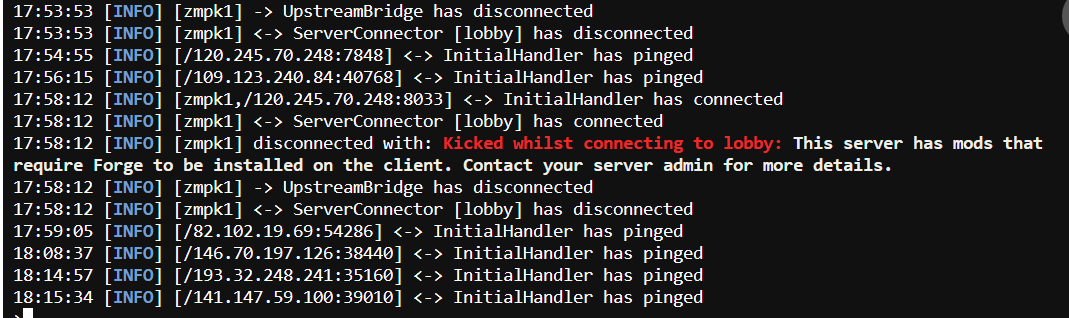 17:53:53 [INFO] [zmpk1] -> UpstreamBridge has disconnected
17:53:53 [INFO] [zmpk1] <-> ServerConnector [lobby] has disconnected
17:54:55 [INFO] [/120.245.70.248:7848] <-> InitialHandler has pinged
17:56:15 [INFO] [/109.123.240.84:40768] <-> InitialHandler has pinged
17:58:12 [INFO] [zmpk1,/120.245.70.248:8033] <-> InitialHandler has connected
17:58:12 [INFO] [zmpk1] <-> ServerConnector [lobby] has connected
17:58:12 [INFO] [zmpk1] disconnected with: Kicked whilst connecting to lobby: This server has mods that
require Forge to be installed on the client. Contact your server admin for more details.
17:58:12 [INFO] [zmpk1] -> UpstreamBridge has disconnected
17:58:12 [INFO] [zmpk1] <-> ServerConnector [lobby] has disconnected
17:59:05 [INFO] [/82.102.19.69:54286] <-> InitialHandler has pinged
18:08:37 [INFO] [/146.70.197.126:38440] <-> InitialHandler has pinged
18:14:57 [INFO] [/193.32.248.241:35160] <-> InitialHandler has pinged
18:15:34 [INFO] [/141.147.59.100:39010] <-> InitialHandler has pinged